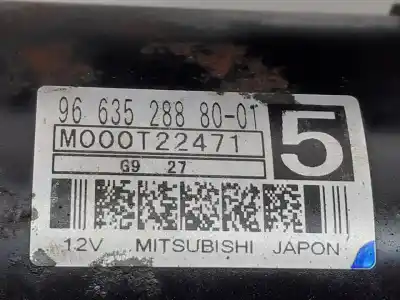 96 635 288 80-01
M000T22471
5
G9 27
12V MITSUBISHI JAPON